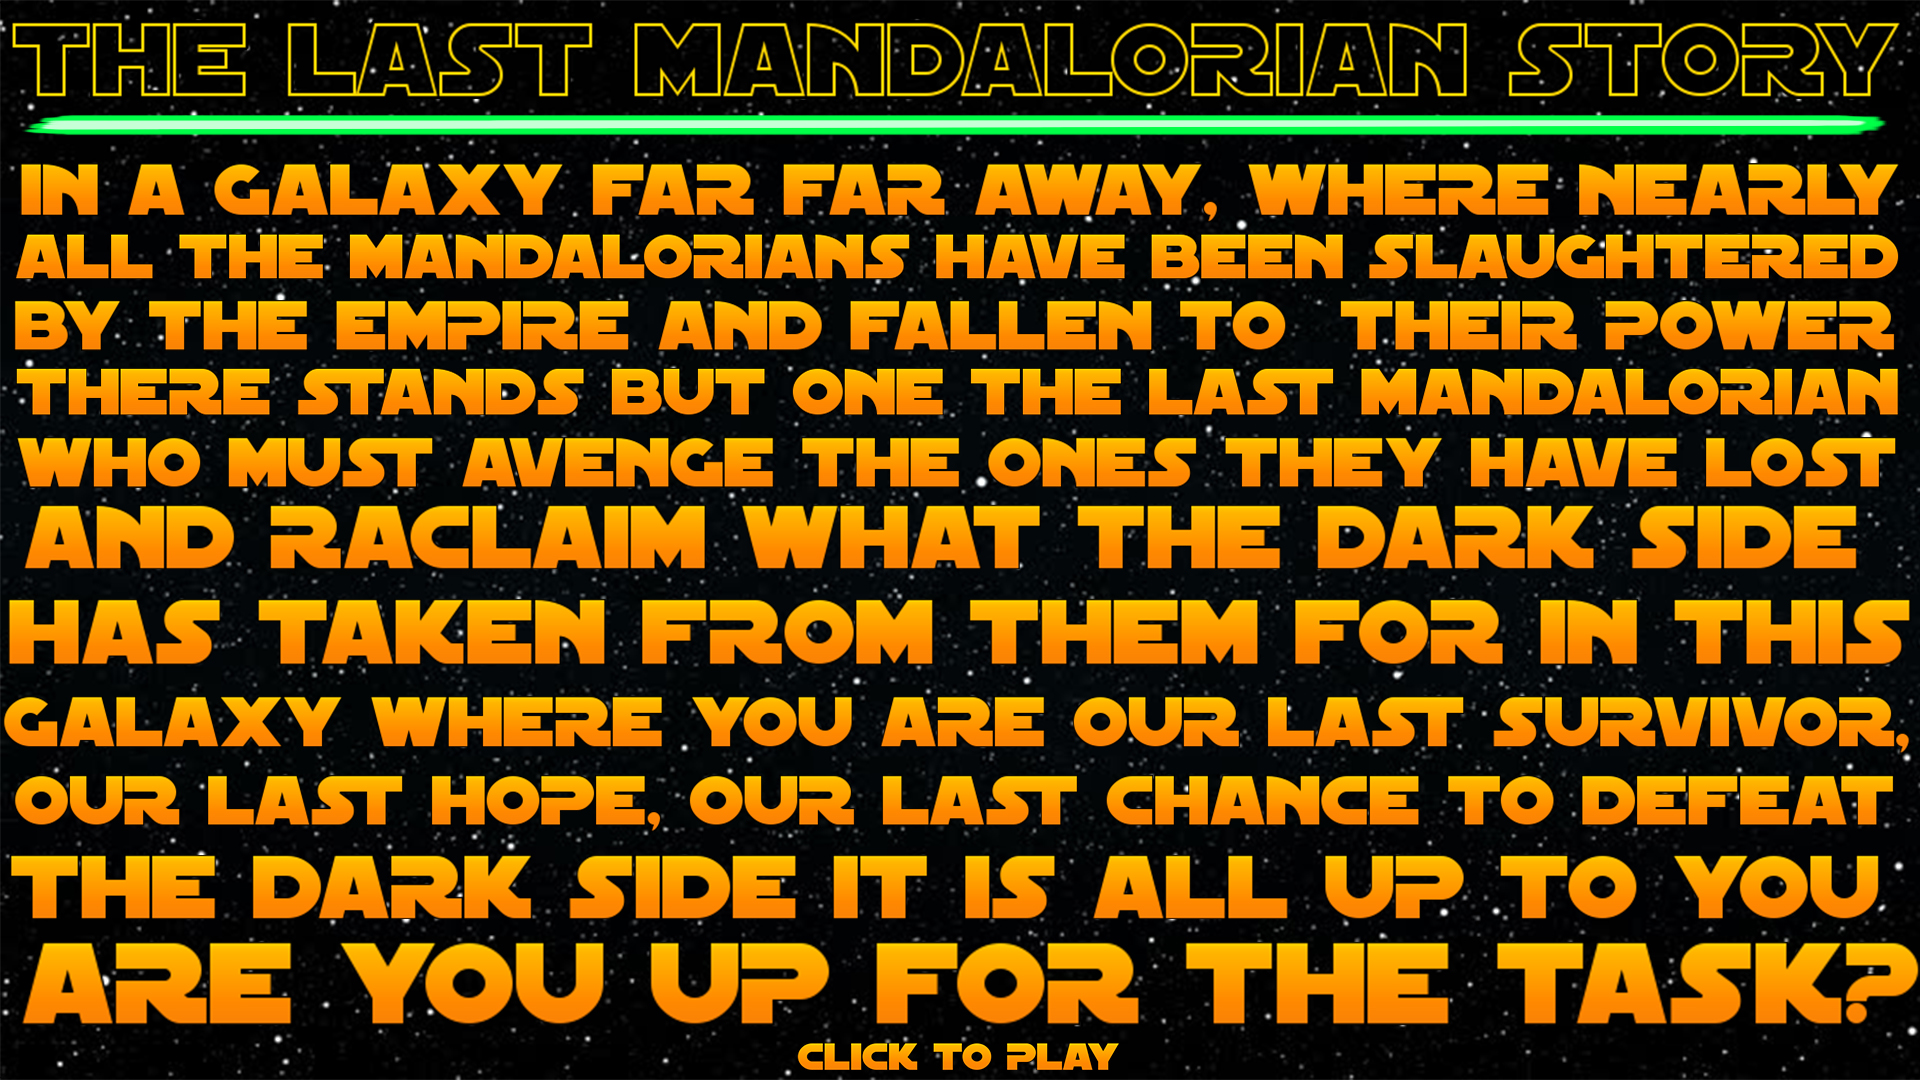 THE LAST MANDALORIAN STORY
IN A GALAXY FAR FAR AWAY, WHERE NEARLY
ALL THE MANDALORIANS HAVE BEEN SLAUGHTERED
BY THE EMPIRE AND FALLEN TO THEIR POWER
THERE STANDS BUT ONE THE LAST MANDALORIAN
WHO MUST AVENGE THE ONES THEY HAVE LOST
AND RACLAIM WHAT THE DARK SIDE
HAS TAKEN FROM THEM FOR IN THIS
GALAXY WHERE YOU ARE OUR LAST SURVIVOR,
OUR LAST HOPE, OUR LAST CHANCE TO DEFEAT
THE DARK SIDE IT IS ALL UP TO YOU
ARE YOU UP FOR THE TASK?
CLICK TO PLAY